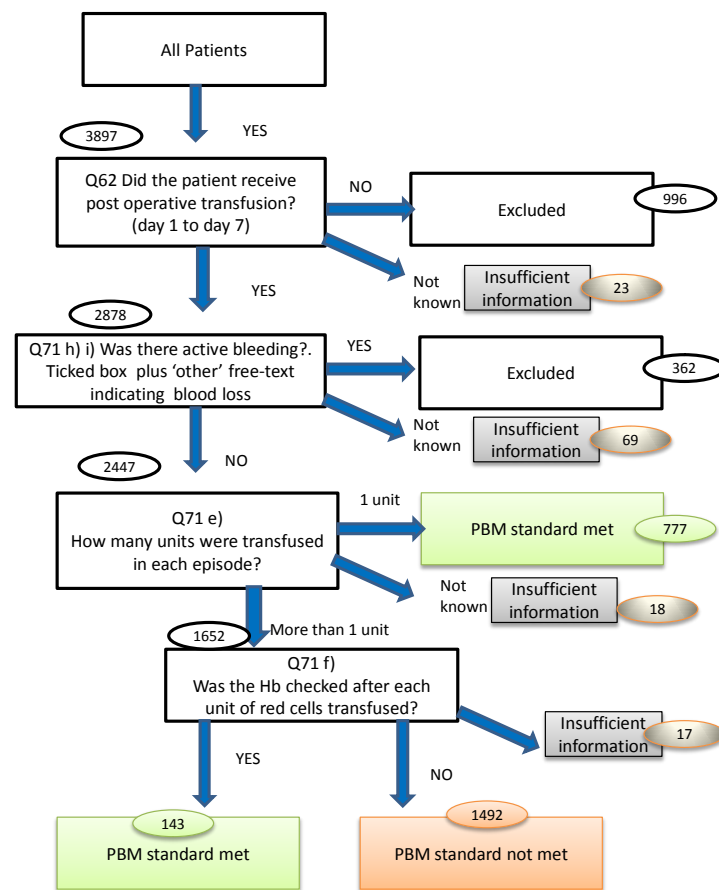 All Patients
YES
3897
Q62 Did the patient receive
post operative transfusion?
(day 1 to day 7)
NO
Excluded
996
Not
known
Insufficient
information
23
YES
2878
Q71 h) i) Was there active bleeding?.
Ticked box plus ‘other’ free-text
indicating blood loss
YES
Excluded
362
Not
known
Insufficient
information
69
NO
2447
Q71 e)
How many units were transfused
in each episode?
1 unit
PBM standard met
777
Not
known
Insufficient
information
18
More than 1 unit
1652
Q71 f)
Was the Hb checked after each
unit of red cells transfused?
Insufficient
information
17
YES
NO
143
PBM standard met
1492
PBM standard not met